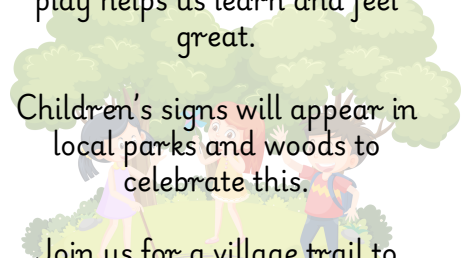 play helps us learn and feel
great.
Children's signs will appear in
local parks and woods to
celebrate this.
Join us for a village trail to